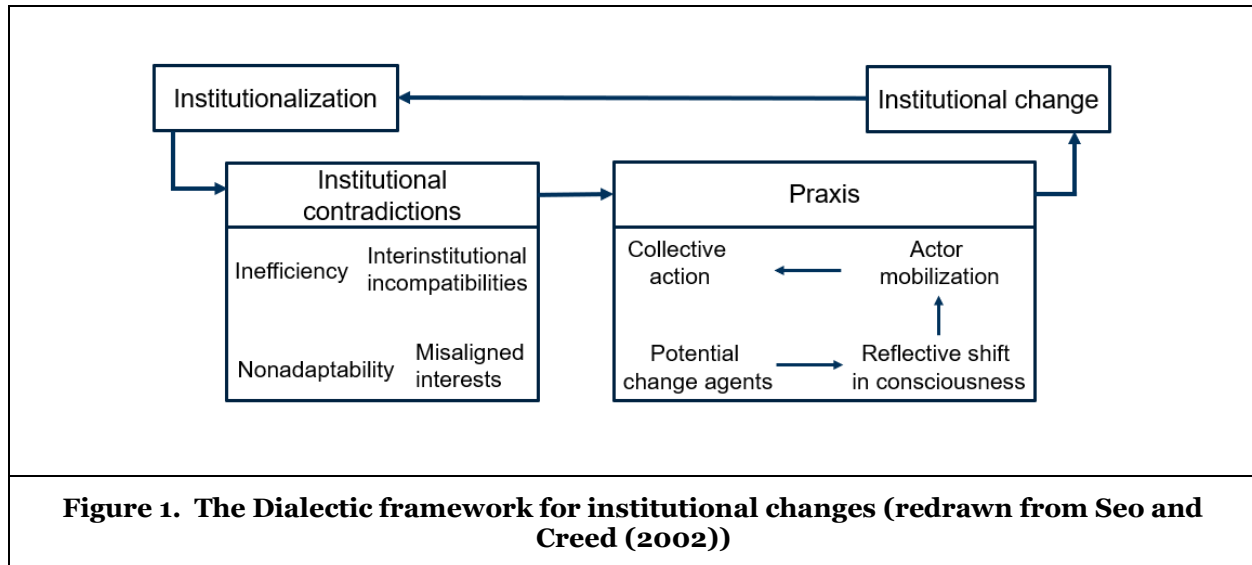 Institutionalization
Institutional change
Institutional
contradictions
Inefficiency
Interinstitutional
incompatibilities
Nonadaptability
Misaligned
interests
Praxis
Collective
action
Actor
mobilization
Potential
change agents
Reflective shift
in consciousness
Figure 1. The Dialectic framework for institutional changes (redrawn from Seo and
Creed (2002))